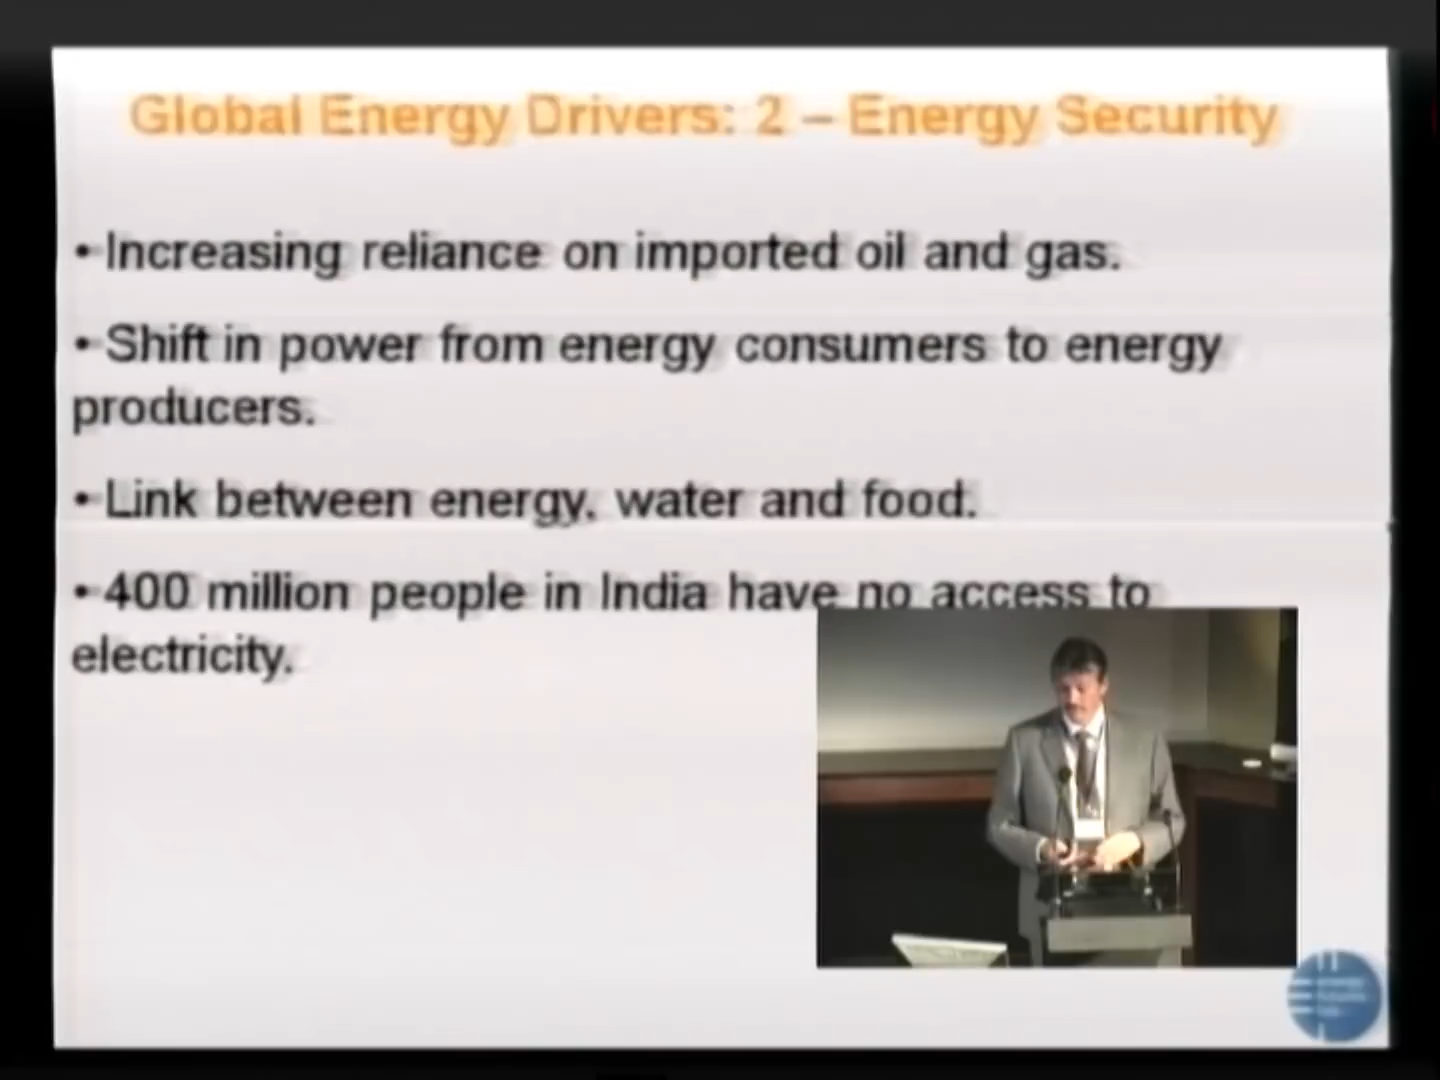 Global Energy Drivers: 2 – Energy Security
• Increasing reliance on imported oil and gas.
• Shift in power from energy consumers to energy
producers.
• Link between energy, water and food.
• 400 million people in India have no access to
electricity.